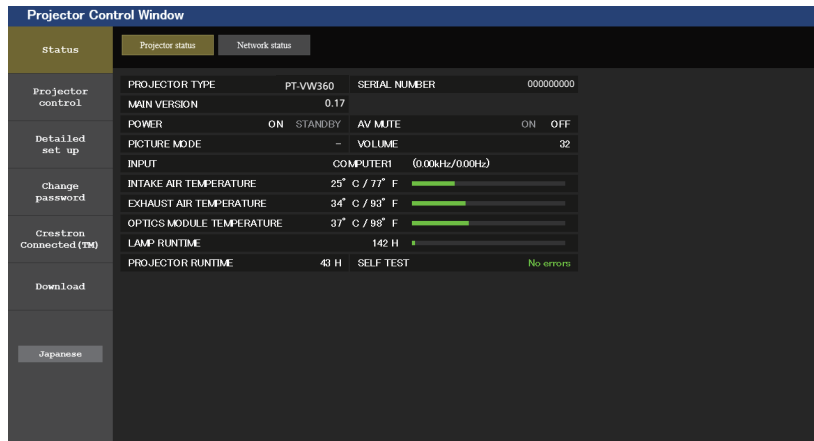 Projector Control Window
Status
Projector status
Network status
Projector
control
Detailed
set up
Change
password
Crestron
Connected(TM)
Download
Japanese
PROJECTOR TYPE PT-VW360 SERIAL NUMBER 000000000
MAIN VERSION 0.17
POWER ON STANDBY AV MUTE ON OFF
PICTURE MODE – VOLUME 32
INPUT COMPUTER1 (0.00kHz/0.00Hz)
INTAKE AIR TEMPERATURE 25° C / 77° F
EXHAUST AIR TEMPERATURE 34° C / 93° F
OPTICS MODULE TEMPERATURE 37° C / 98° F
LAMP RUNTIME 142 H
PROJECTOR RUNTIME 43 H SELF TEST No errors